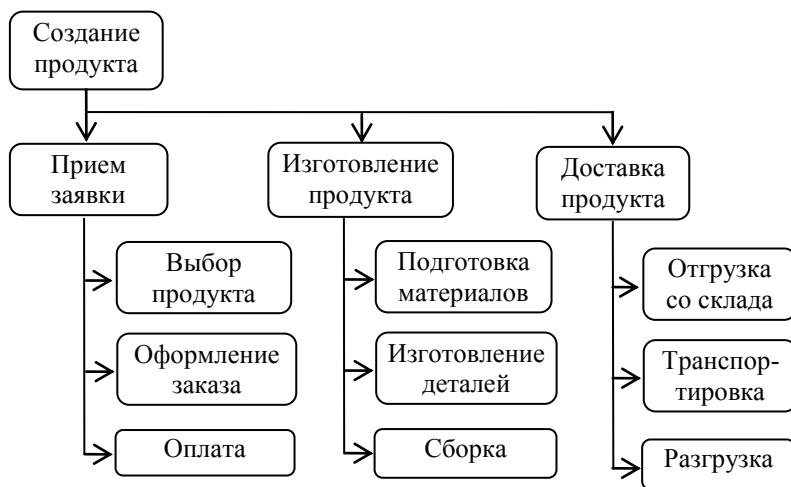 Создание
продукта
Прием
заявки
Изготовление
продукта
Доставка
продукта
Выбор
продукта
Оформление
заказа
Оплата
Подготовка
материалов
Изготовление
деталей
Сборка
Отгрузка
со склада
Транспор-
тировка
Разгрузка